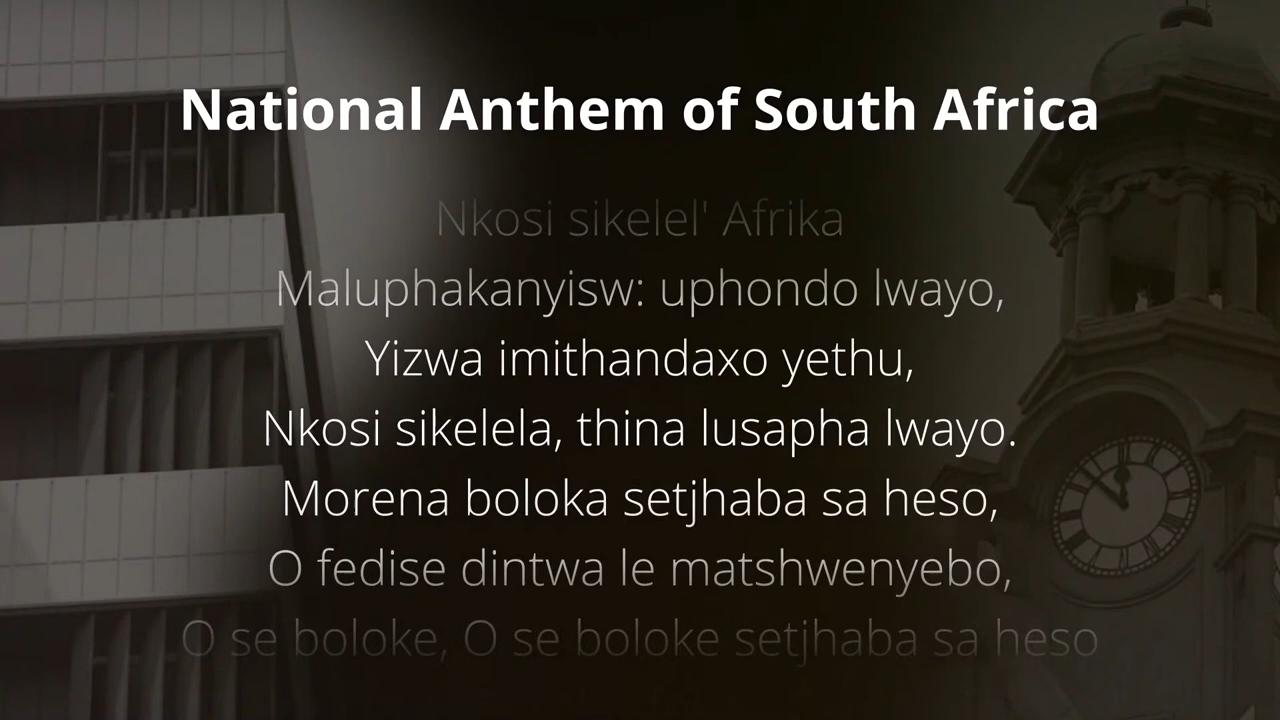 National Anthem of South Africa
Nkosi sikelel' Afrika
Maluphakanyisw: uphondo lwayo,
Yizwa imithandaxo yethu,
Nkosi sikelela, thina lusapha lwayo.
Morena boloka setjhaba sa heso,
O fedise dintwa le matshwenyebo,
O se boloke, O se boloke setjhaba sa heso